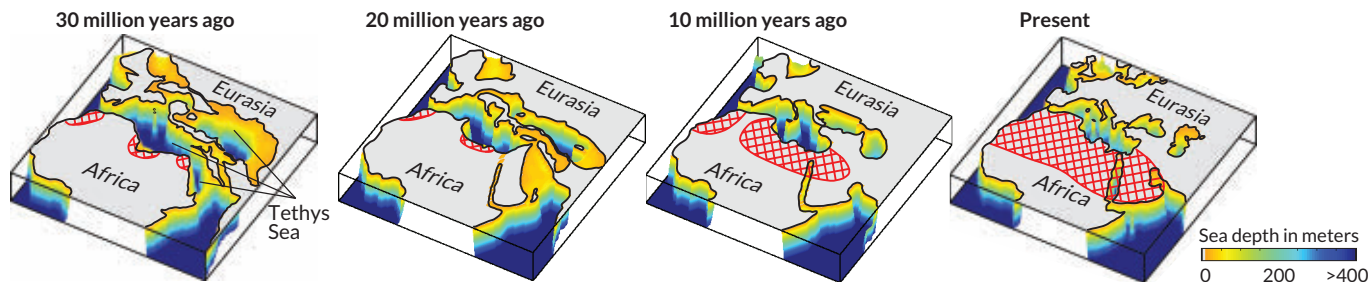 30 million years ago
20 million years ago
10 million years ago
Present
Eurasia
Africa
Tethys
Sea
Eurasia
Africa
Eurasia
Africa
Eurasia
Africa
Sea depth in meters
0 200 >400